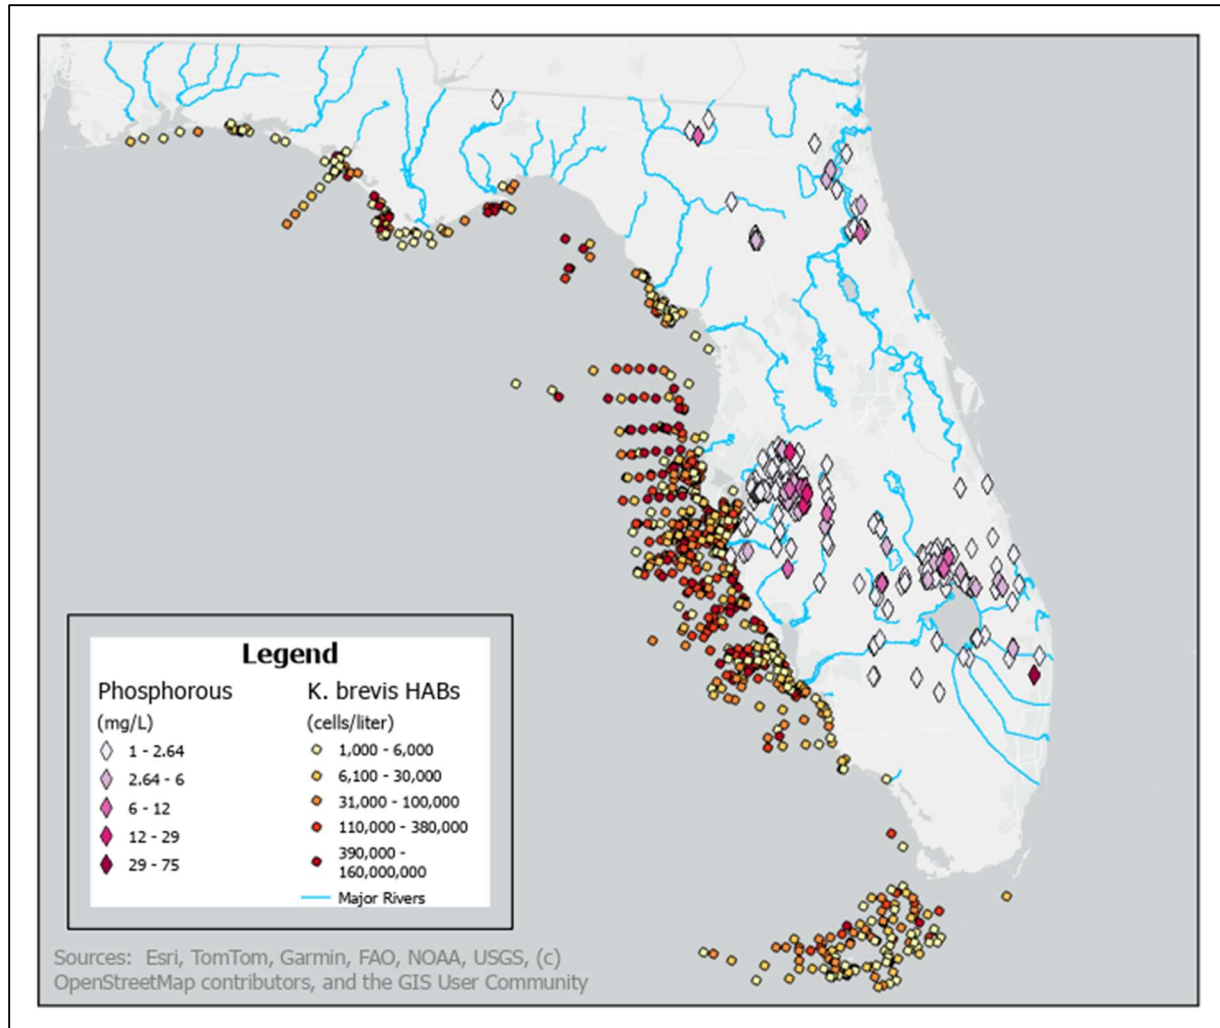 Legend
Phosphorous
(mg/L)
1 - 2.64
2.64 - 6
6 - 12
12 - 29
29 - 75
K. brevis HABs
(cells/liter)
1,000 - 6,000
6,100 - 30,000
31,000 - 100,000
110,000 - 380,000
390,000 -
160,000,000
Major Rivers
Sources: Esri, TomTom, Garmin, FAO, NOAA, USGS, (c)
OpenStreetMap contributors, and the GIS User Community